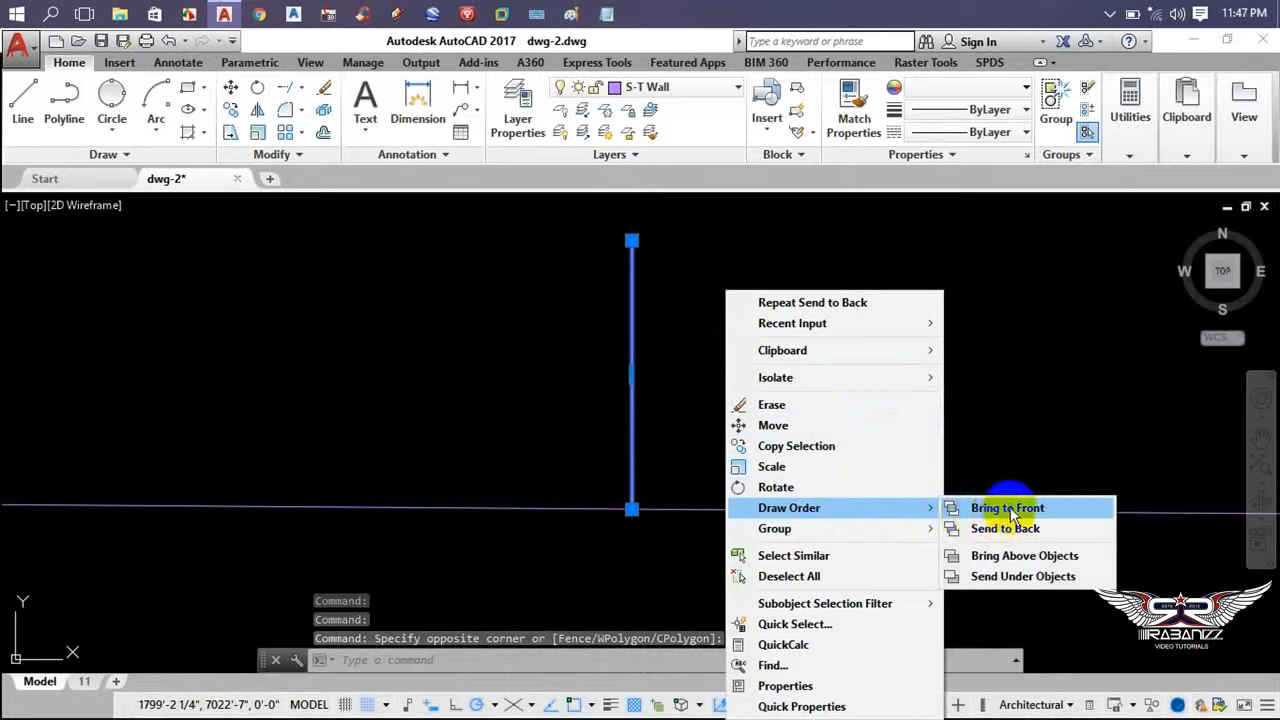 11:47 PM
Autodesk AutoCAD 2017 dwg-2.dwg
Type a keyword or phrase
Sign In
Home Insert Annotate Parametric View Manage Output Add-ins A360 Express Tools Featured Apps BIM 360 Performance Raster Tools SPDS
S-T Wall
Line Polyline Circle Arc
Text Dimension
Layer Properties
Insert
Match Properties
ByLayer
ByLayer
Group
Utilities Clipboard View
Draw Modify Annotation Layers Block Properties Groups
Start dwg-2*
[−][Top][2D Wireframe]
N
W TOP E
S
WCS
Repeat Send to Back
Recent Input
Clipboard
Isolate
Erase
Move
Copy Selection
Scale
Rotate
Draw Order
Group
Select Similar
Deselect All
Subobject Selection Filter
Quick Select...
QuickCalc
Find...
Properties
Quick Properties
Bring to Front
Send to Back
Bring Above Objects
Send Under Objects
Y
X
Command:
Command:
Command: Specify opposite corner or [Fence/WPolygon/CPolygon]:
Type a command
RABANIZZ
VIDEO TUTORIALS
Model 11
1799'-2 1/4", 7022'-7", 0'-0" MODEL
Architectural